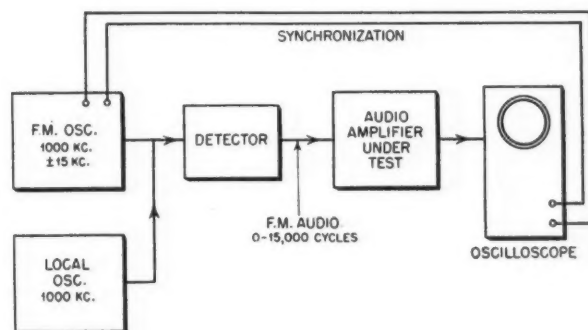 SYNCHRONIZATION
F.M. OSC.
1000 KC.
±15 KC.
DETECTOR
AUDIO
AMPLIFIER
UNDER
TEST
F.M. AUDIO
0-15,000 CYCLES
OSCILLOSCOPE
LOCAL
OSC.
1000 KC.